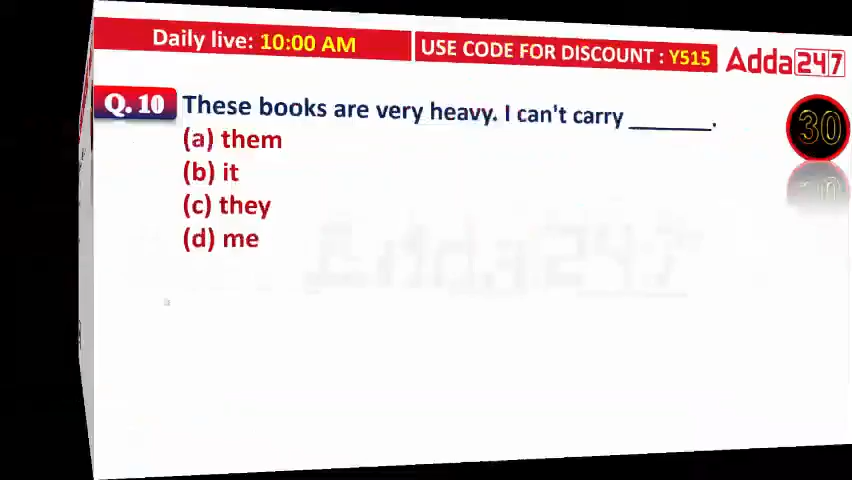 Daily live: 10:00 AM
USE CODE FOR DISCOUNT : Y515
Adda247
Q. 10 These books are very heavy. I can't carry _______.
30
(a) them
(b) it
(c) they
(d) me